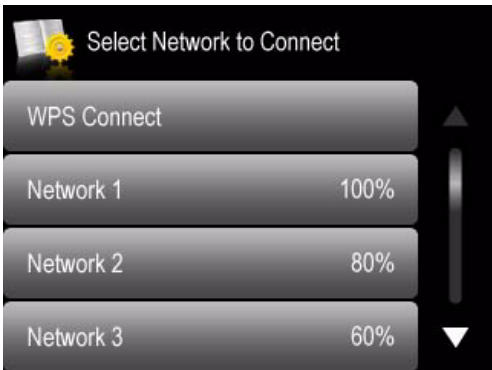 Select Network to Connect
WPS Connect
Network 1 100%
Network 2 80%
Network 3 60%